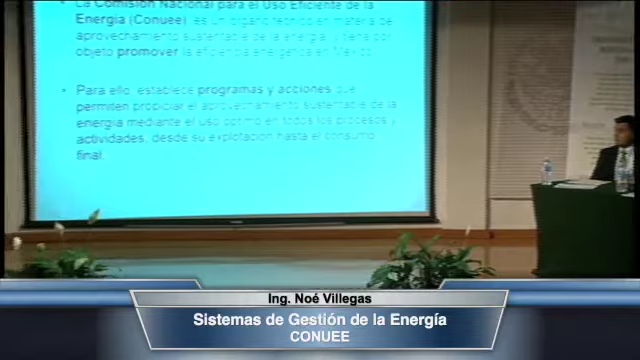 La Comisión Nacional para el Uso Eficiente de la
Energía (Conuee) es un órgano técnico en materia de
aprovechamiento sustentable de la energía y tiene por
objeto promover la eficiencia energética en México.
Para ello, establece programas y acciones que
permiten propiciar el aprovechamiento sustentable de la
energía mediante el uso óptimo en todos los procesos y
actividades, desde su explotación hasta el consumo
final.
Ing. Noé Villegas
Sistemas de Gestión de la Energía
CONUEE